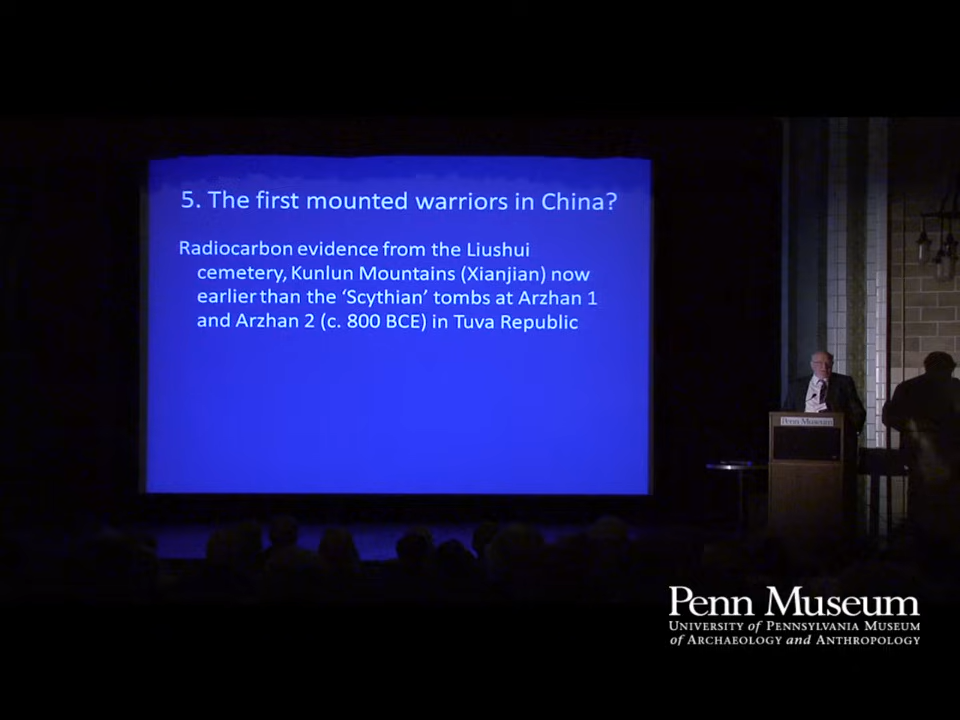 5. The first mounted warriors in China?
Radiocarbon evidence from the Liushui
cemetery, Kunlun Mountains (Xianjian) now
earlier than the ‘Scythian’ tombs at Arzhan 1
and Arzhan 2 (c. 800 BCE) in Tuva Republic
Penn Museum
Penn Museum
UNIVERSITY of PENNSYLVANIA MUSEUM
of ARCHAEOLOGY and ANTHROPOLOGY